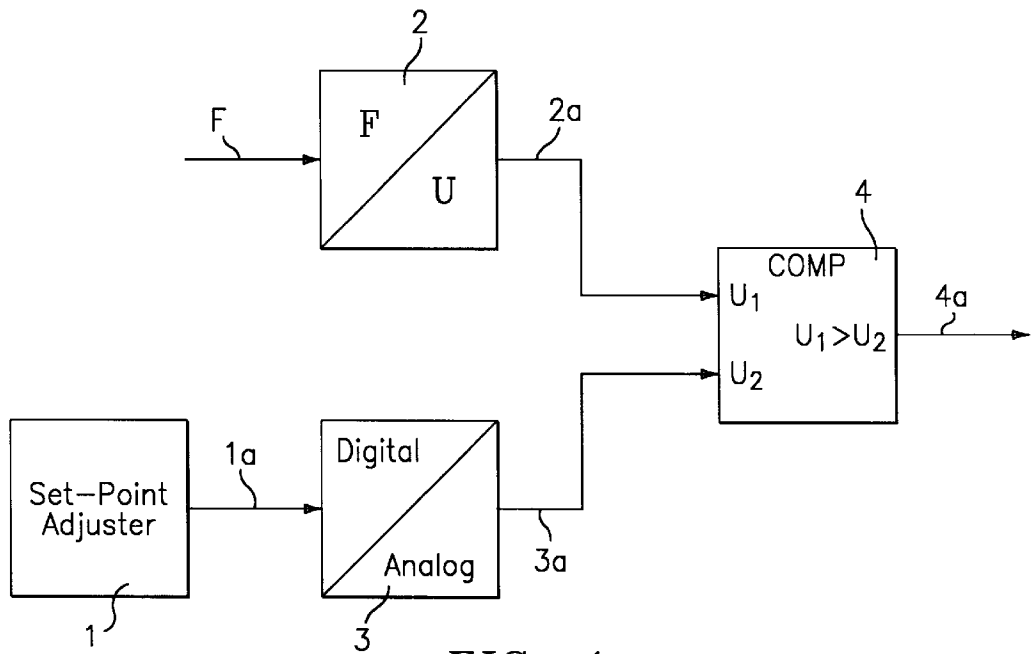 2
F
F
U
2a
4
COMP
U1
U1>U2
4a
U2
Set-Point
Adjuster
1
1a
Digital
Analog
3
3a